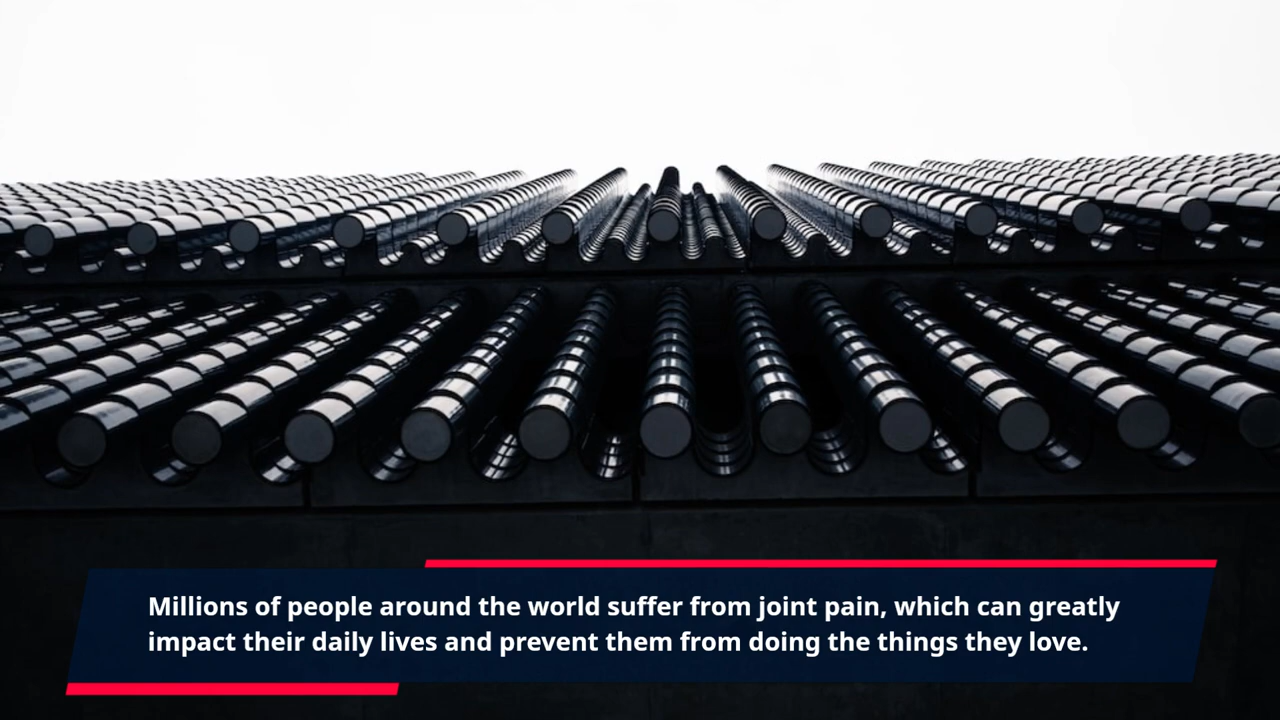 Millions of people around the world suffer from joint pain, which can greatly
impact their daily lives and prevent them from doing the things they love.